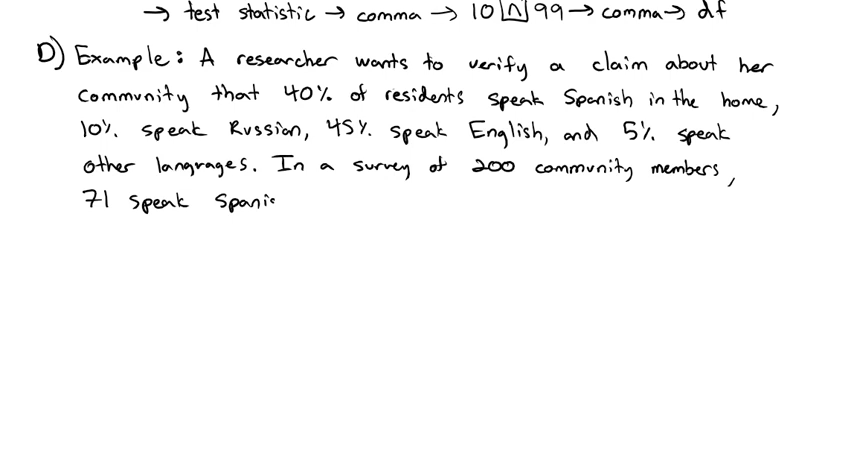 → test statistic → comma → 10 ^ 99 → comma → df
D) Example: A researcher wants to verify a claim about her
community that 40% of residents speak Spanish in the home,
10% speak Russian, 45% speak English, and 5% speak
other languages. In a survey of 200 community members,
71 speak Spanis